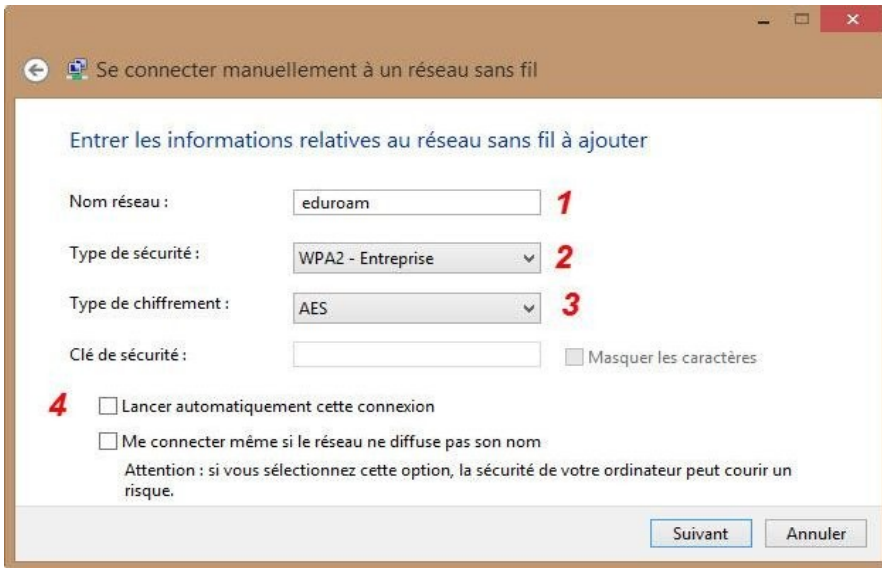 Se connecter manuellement à un réseau sans fil
Entrer les informations relatives au réseau sans fil à ajouter
Nom réseau : eduroam 1
Type de sécurité : WPA2 - Entreprise 2
Type de chiffrement : AES 3
Clé de sécurité : Masquer les caractères
4 Lancer automatiquement cette connexion
Me connecter même si le réseau ne diffuse pas son nom
Attention : si vous sélectionnez cette option, la sécurité de votre ordinateur peut courir un
risque.
Suivant Annuler